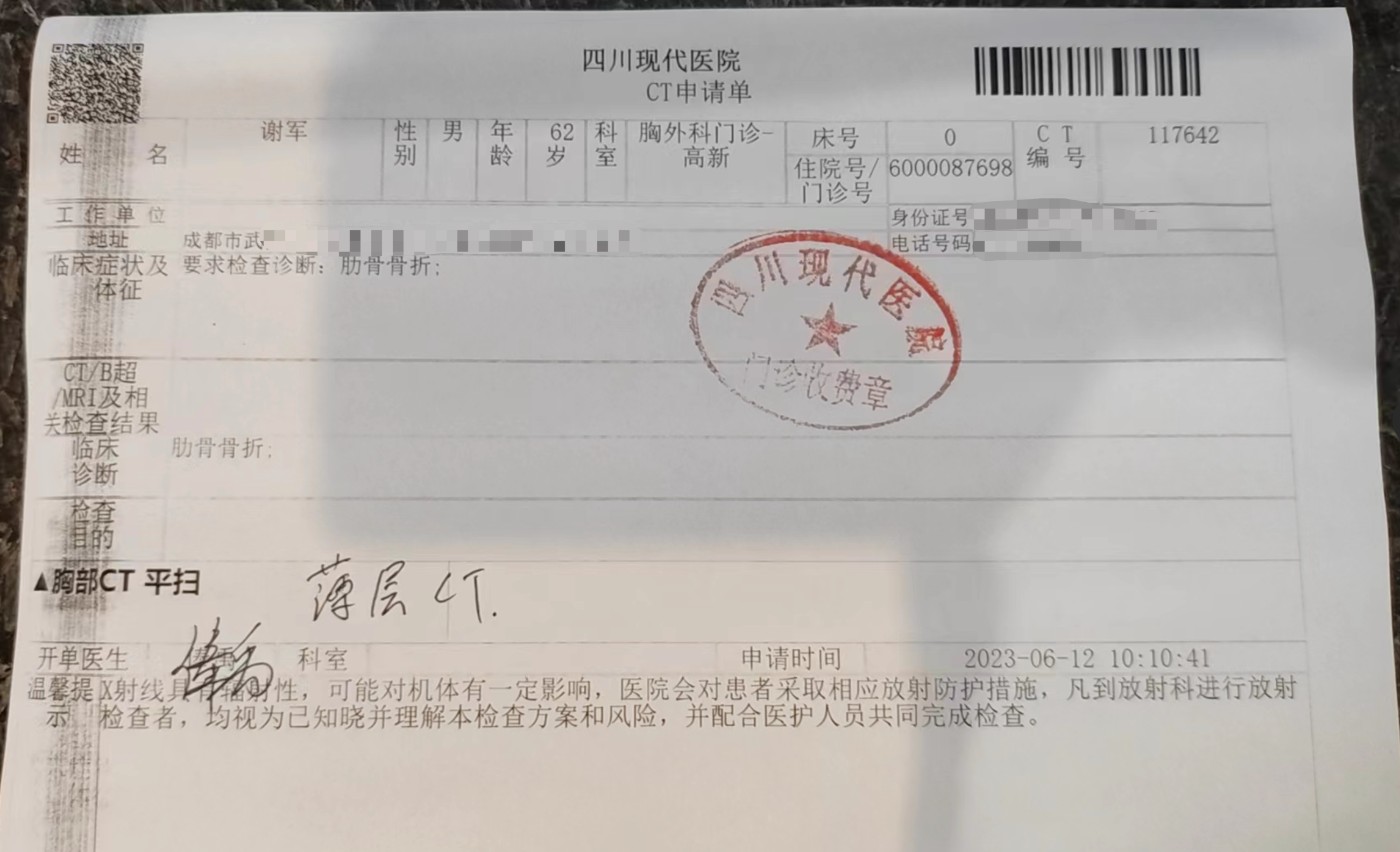 四川现代医院
CT申请单
姓名 谢军 性别 男 年龄 62岁 科室 胸外科门诊-高新 床号 0 CT编号 117642
住院号/门诊号 6000087698
工作单位 身份证号
地址 成都市武 电话号码
临床症状及体征 要求检查诊断：肋骨骨折；
四川现代医院
门诊收费章
CT/B超/MRI及相关检查结果
临床诊断 肋骨骨折；
检查目的
▲胸部CT 平扫 薄层CT.
开单医生 科室 申请时间 2023-06-12 10:10:41
温馨提示 X射线具有辐射性，可能对机体有一定影响，医院会对患者采取相应放射防护措施，凡到放射科进行放射
检查者，均视为已知晓并理解本检查方案和风险，并配合医护人员共同完成检查。